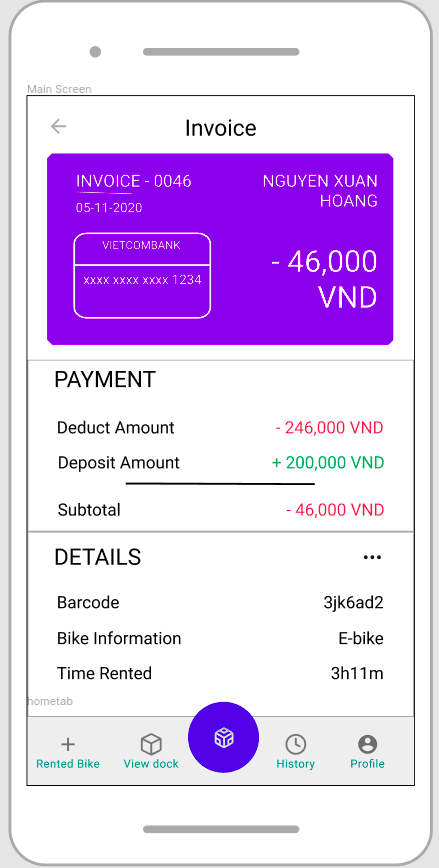 Main Screen
Invoice
INVOICE - 0046
NGUYEN XUAN
HOANG
05-11-2020
VIETCOMBANK
xxxx xxxx xxxx 1234
- 46,000
VND
PAYMENT
Deduct Amount - 246,000 VND
Deposit Amount + 200,000 VND
Subtotal - 46,000 VND
DETAILS
Barcode 3jk6ad2
Bike Information E-bike
Time Rented 3h11m
hometab
Rented Bike View dock History Profile